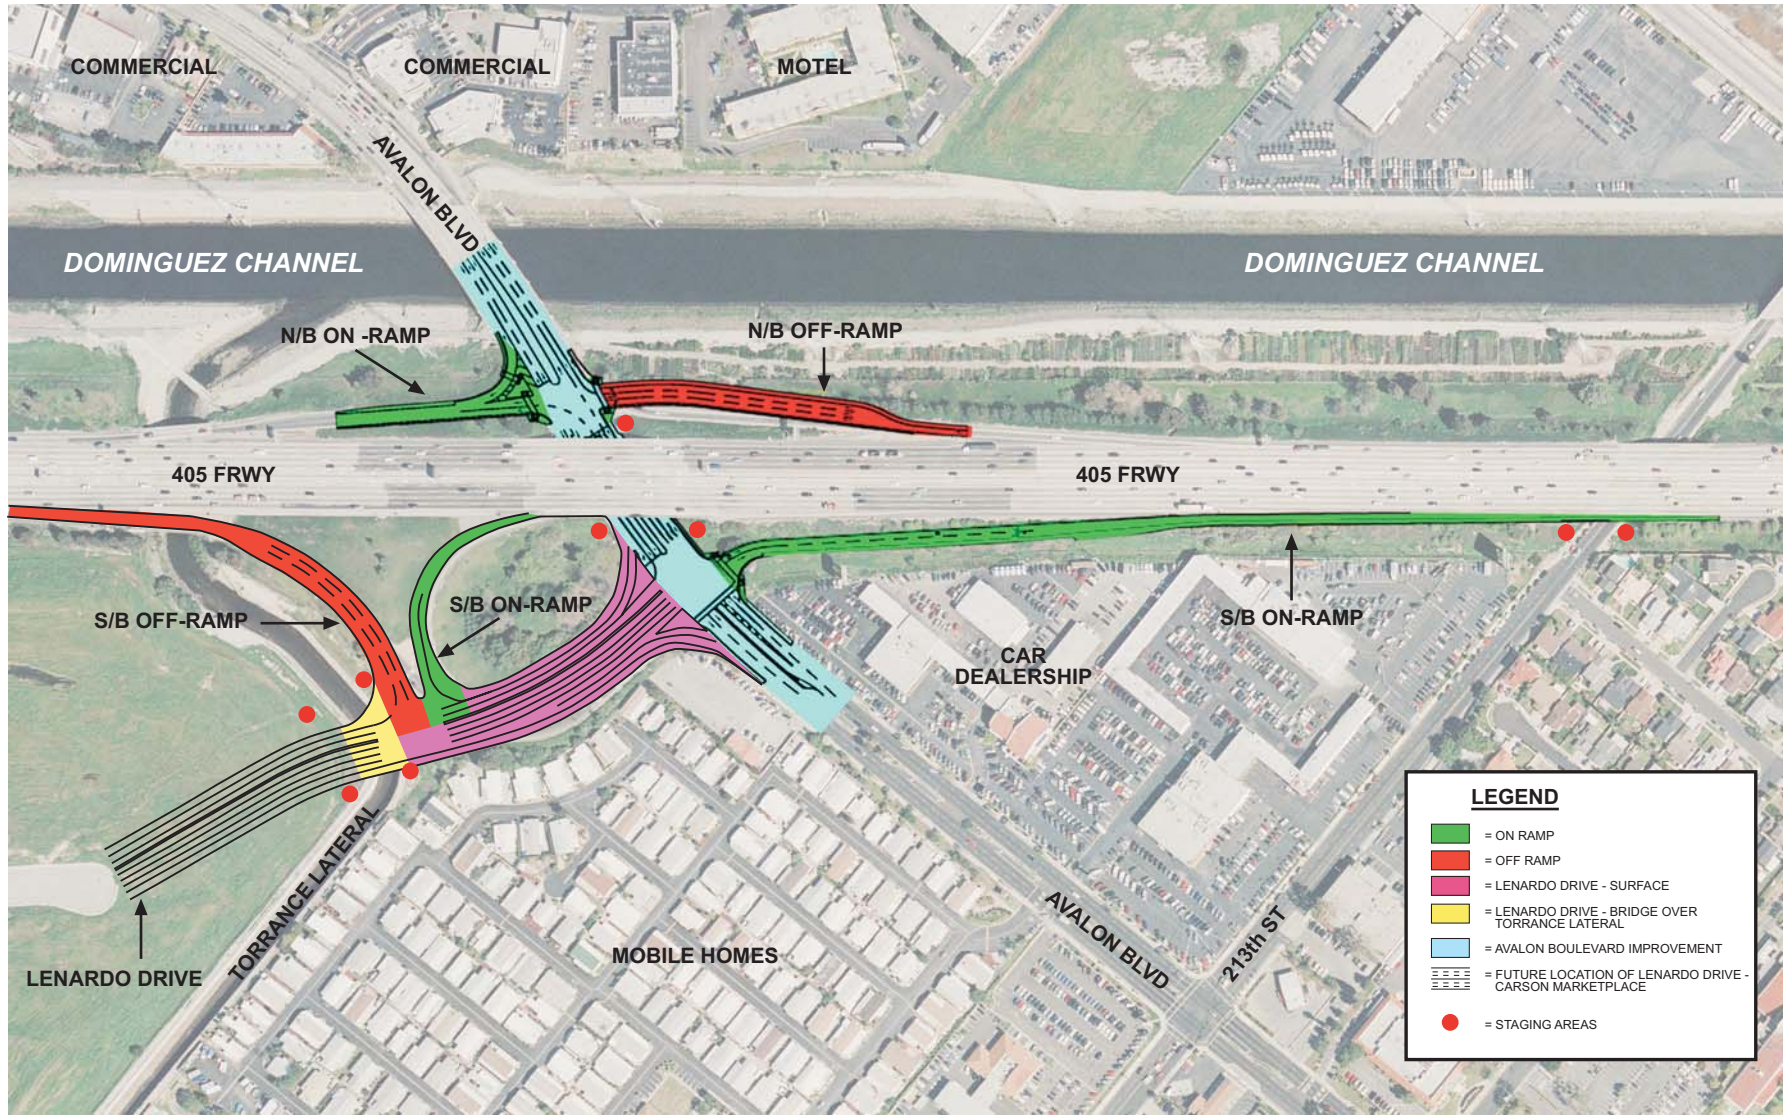 COMMERCIAL
COMMERCIAL
MOTEL
AVALON BLVD
DOMINGUEZ CHANNEL
DOMINGUEZ CHANNEL
N/B ON -RAMP
N/B OFF-RAMP
405 FRWY
405 FRWY
S/B OFF-RAMP
S/B ON-RAMP
S/B ON-RAMP
CAR
DEALERSHIP
LENARDO DRIVE
TORRANCE LATERAL
MOBILE HOMES
AVALON BLVD
213th ST
LEGEND
= ON RAMP
= OFF RAMP
= LENARDO DRIVE - SURFACE
= LENARDO DRIVE - BRIDGE OVER
TORRANCE LATERAL
= AVALON BOULEVARD IMPROVEMENT
= FUTURE LOCATION OF LENARDO DRIVE -
CARSON MARKETPLACE
= STAGING AREAS